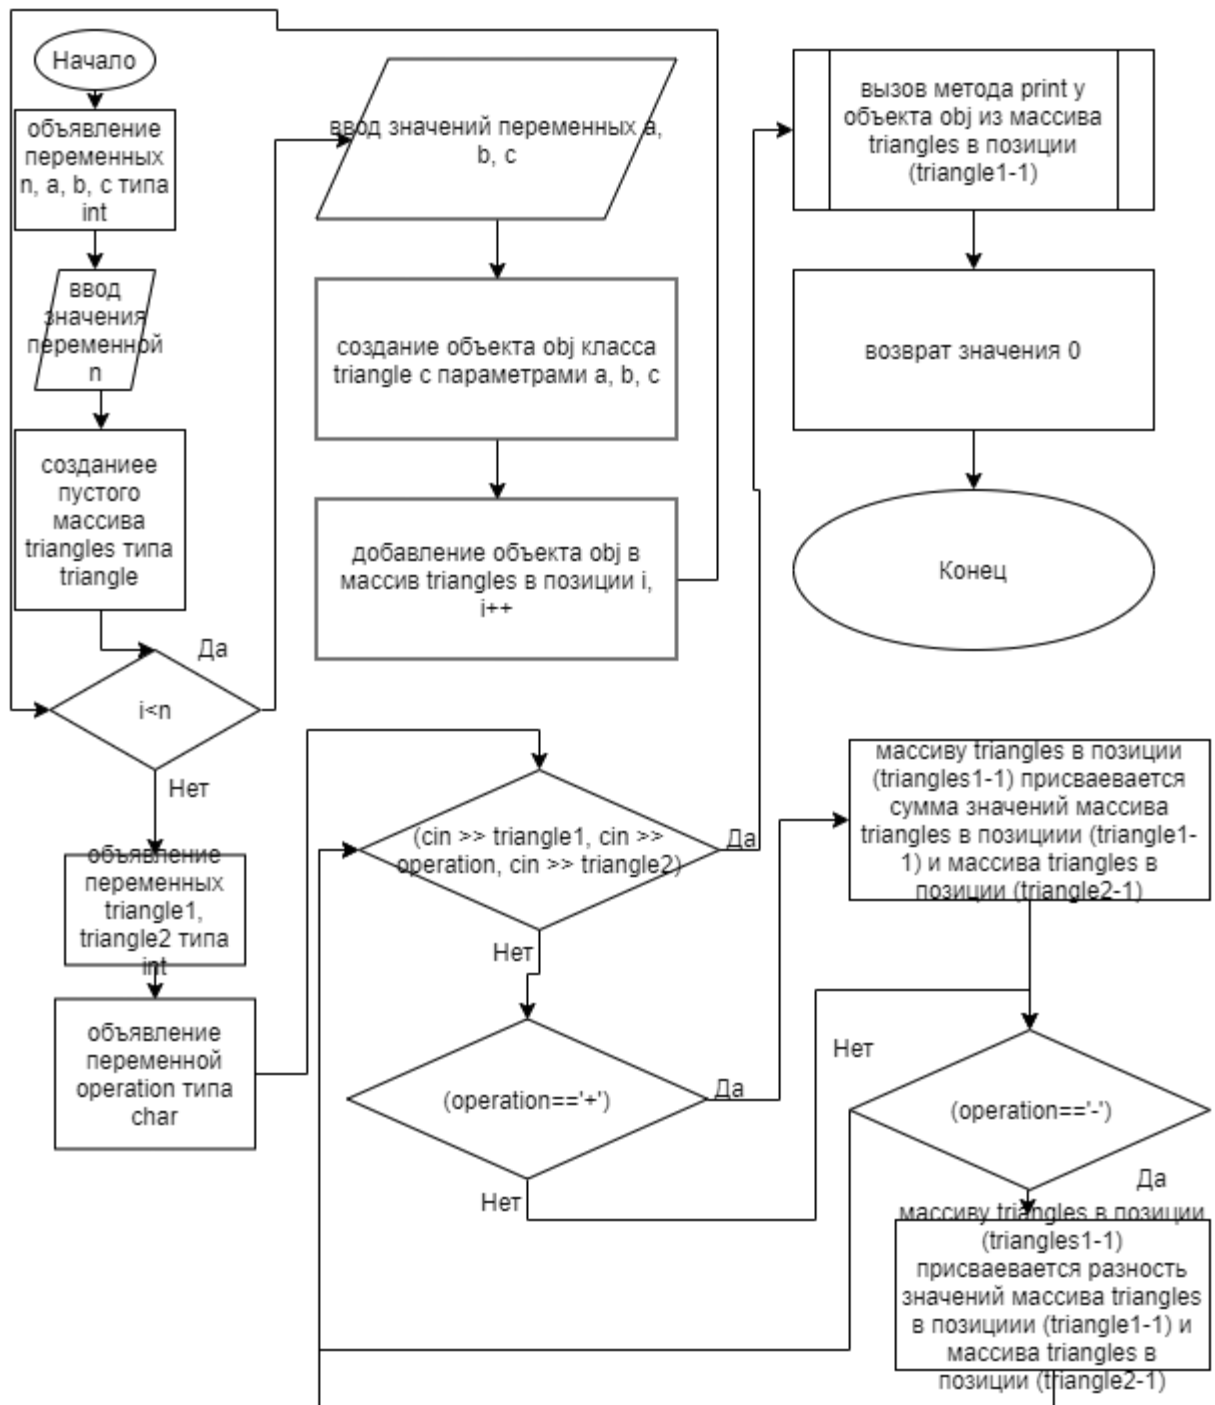 Начало
объявление
переменных
n, a, b, c типа
int
ввод
значения
переменной
n
созданиее
пустого
массива
triangles типа
triangle
Да
i<n
Нет
объявление
переменных
triangle1,
triangle2 типа
int
объявление
переменной
operation типа
char
ввод значений переменных a,
b, c
создание объекта obj класса
triangle с параметрами a, b, c
добавление объекта obj в
массив triangles в позиции i,
i++
(cin >> triangle1, cin >>
operation, cin >> triangle2)
Да
Нет
(operation=='+')
Да
Нет
вызов метода print у
объекта obj из массива
triangles в позиции
(triangle1-1)
возврат значения 0
Конец
массиву triangles в позиции
(triangles1-1) присваевается
сумма значений массива
triangles в позициии (triangle1-
1) и массива triangles в
позиции (triangle2-1)
Нет
(operation=='-')
Да
массиву triangles в позиции
(triangles1-1)
присваевается разность
значений массива triangles
в позициии (triangle1-1) и
массива triangles в
позиции (triangle2-1)